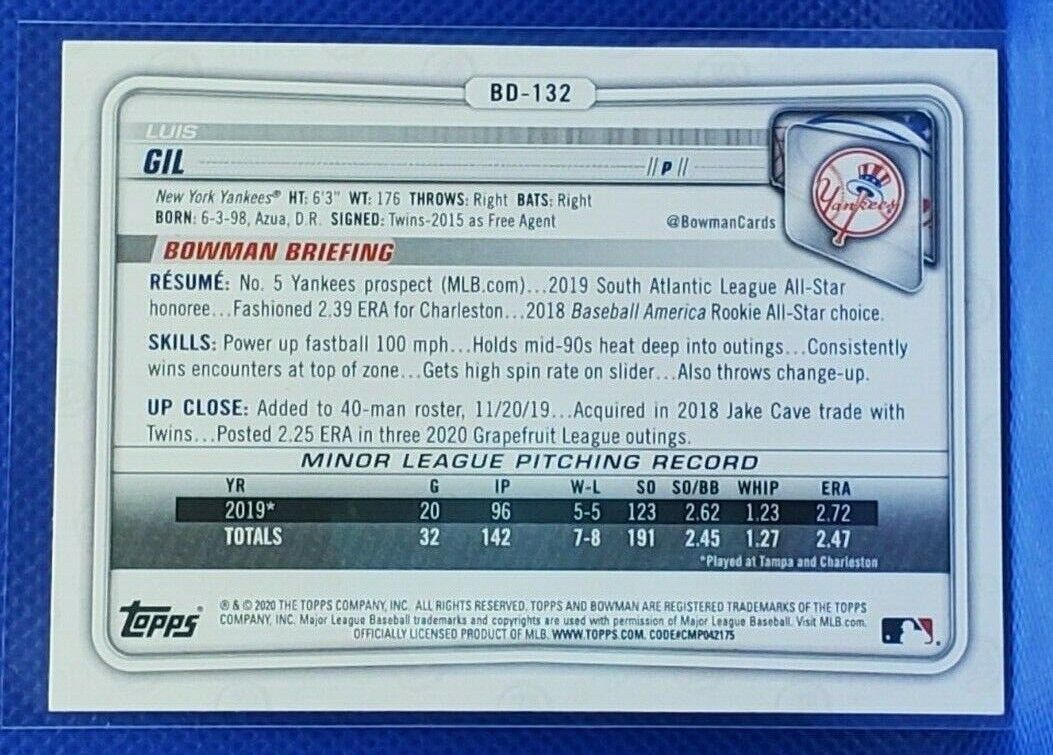 BD-132
LUIS
GIL // P //
New York Yankees® HT: 6'3" WT: 176 THROWS: Right BATS: Right
BORN: 6-3-98, Azua, D.R. SIGNED: Twins-2015 as Free Agent @BowmanCards
Yankees
BOWMAN BRIEFING
RÉSUMÉ: No. 5 Yankees prospect (MLB.com)...2019 South Atlantic League All-Star
honoree...Fashioned 2.39 ERA for Charleston...2018 Baseball America Rookie All-Star choice.
SKILLS: Power up fastball 100 mph...Holds mid-90s heat deep into outings...Consistently
wins encounters at top of zone...Gets high spin rate on slider...Also throws change-up.
UP CLOSE: Added to 40-man roster, 11/20/19...Acquired in 2018 Jake Cave trade with
Twins...Posted 2.25 ERA in three 2020 Grapefruit League outings.
MINOR LEAGUE PITCHING RECORD
YR G IP W-L SO SO/BB WHIP ERA
2019* 20 96 5-5 123 2.62 1.23 2.72
TOTALS 32 142 7-8 191 2.45 1.27 2.47
*Played at Tampa and Charleston
Topps ® & © 2020 THE TOPPS COMPANY, INC. ALL RIGHTS RESERVED. TOPPS AND BOWMAN ARE REGISTERED TRADEMARKS OF THE TOPPS
COMPANY, INC. Major League Baseball trademarks and copyrights are used with permission of Major League Baseball. Visit MLB.com.
OFFICIALLY LICENSED PRODUCT OF MLB. WWW.TOPPS.COM. CODE#CMP042175